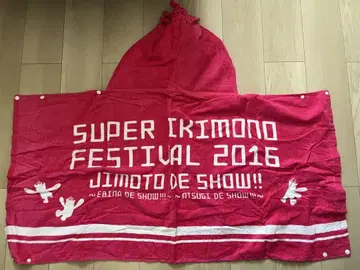 SUPER IKIMONO
FESTIVAL 2016
JIMOTO DE SHOW!!
～EBINA DE SHOW!!!～ ～ATSUGI DE SHOW!!!～